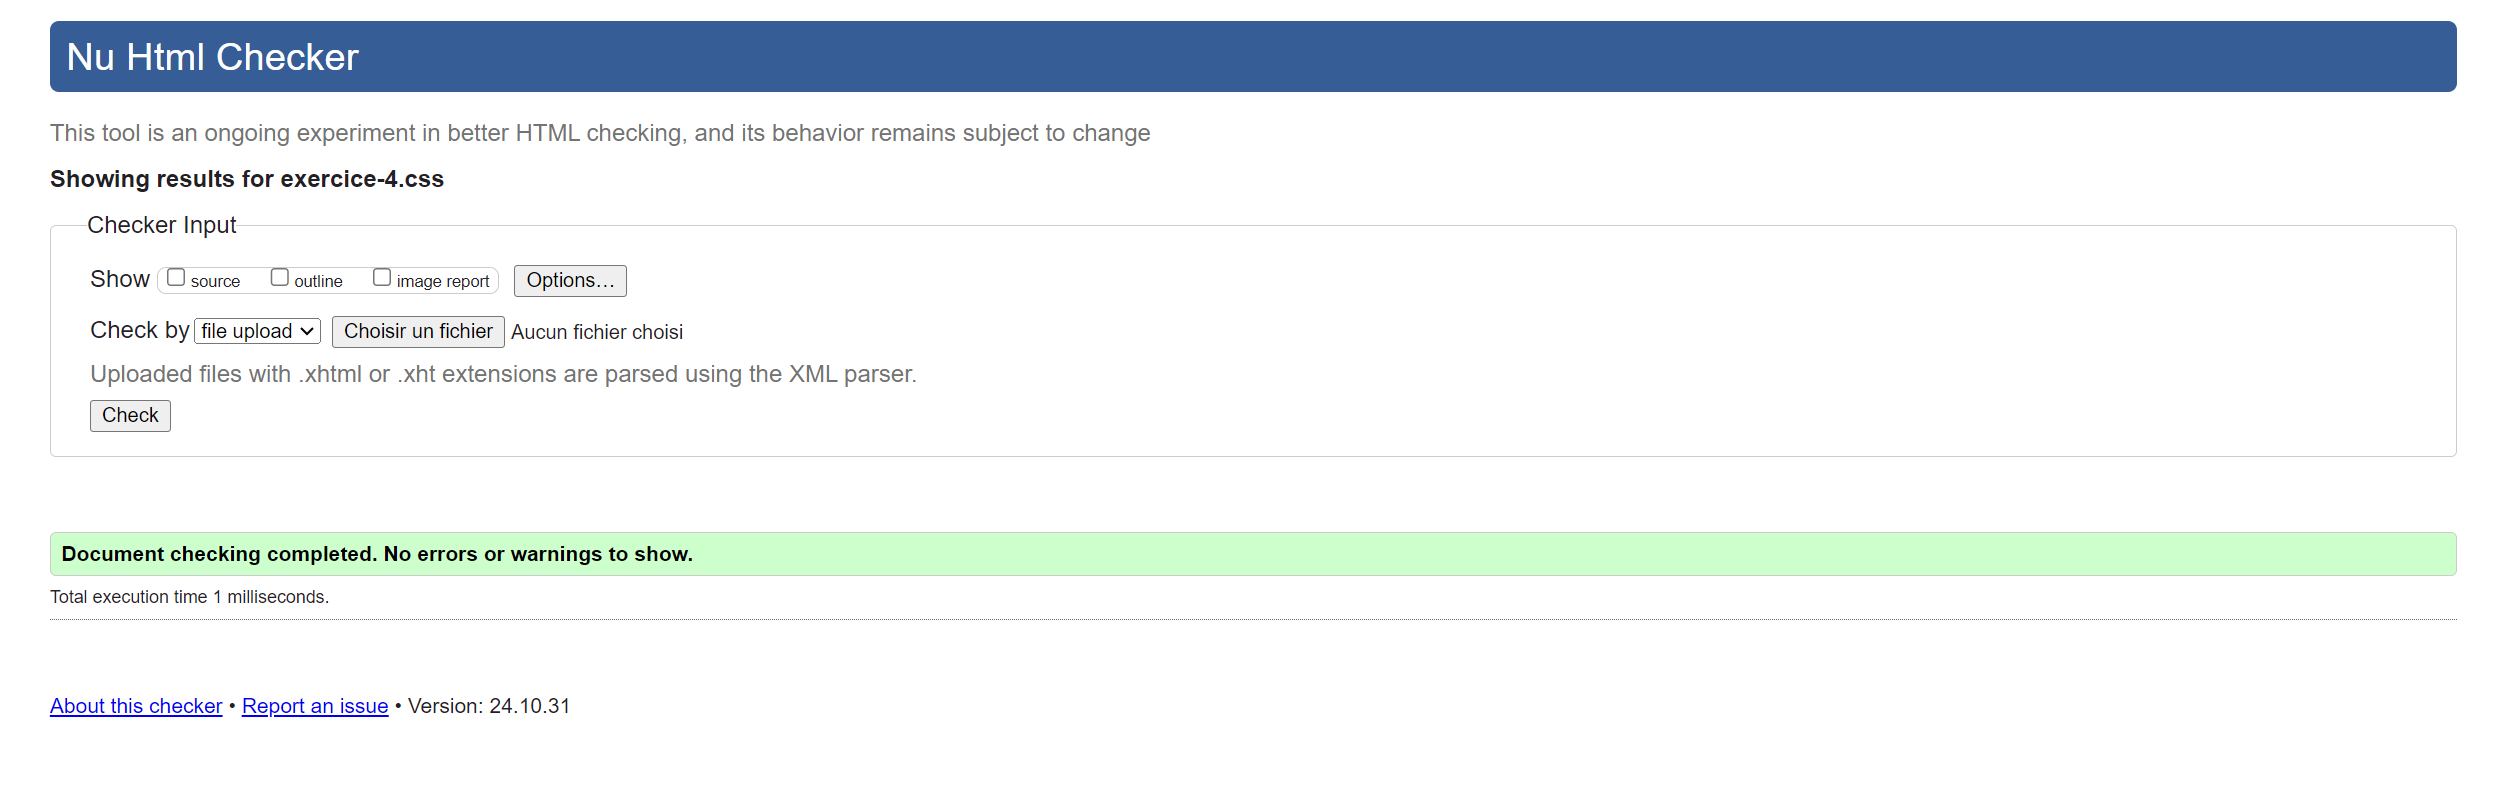 Nu Html Checker
This tool is an ongoing experiment in better HTML checking, and its behavior remains subject to change
Showing results for exercice-4.css
Checker Input
Show source outline image report Options...
Check by file upload Choisir un fichier Aucun fichier choisi
Uploaded files with .xhtml or .xht extensions are parsed using the XML parser.
Check
Document checking completed. No errors or warnings to show.
Total execution time 1 milliseconds.
About this checker • Report an issue • Version: 24.10.31